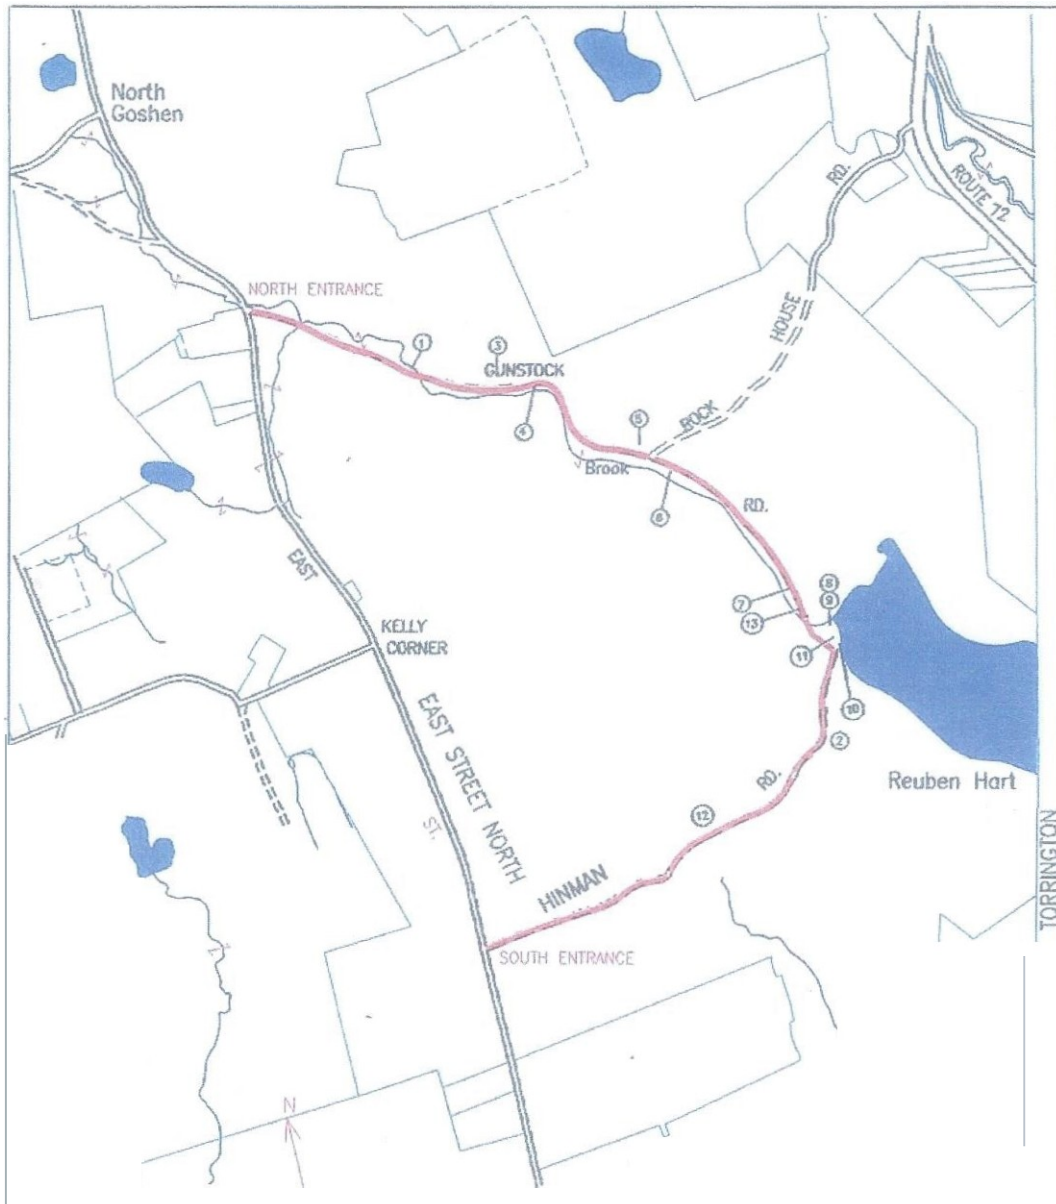 North
Goshen
RD.
ROUTE 72
NORTH ENTRANCE
HOUSE
1
3
GUNSTOCK
4
5
BOCK
Brook
6
RD.
EAST
7
8
9
13
KELLY
CORNER
11
10
2
EAST STREET NORTH
RD.
Reuben Hart
ST.
12
HINMAN
TORRINGTON
SOUTH ENTRANCE
N